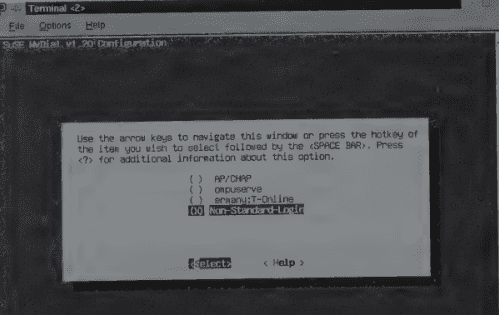 Terminal <2>
File Options Help
SuSE WvDial v1.20 Configuration
Use the arrow keys to navigate this window or press the hotkey of
the item you wish to select followed by the <SPACE BAR>. Press
<?> for additional information about this option.
( ) AP/CHAP
( ) ompuserve
( ) ermany:T-Online
(X) Non-Standard-Login
<Select> < Help >